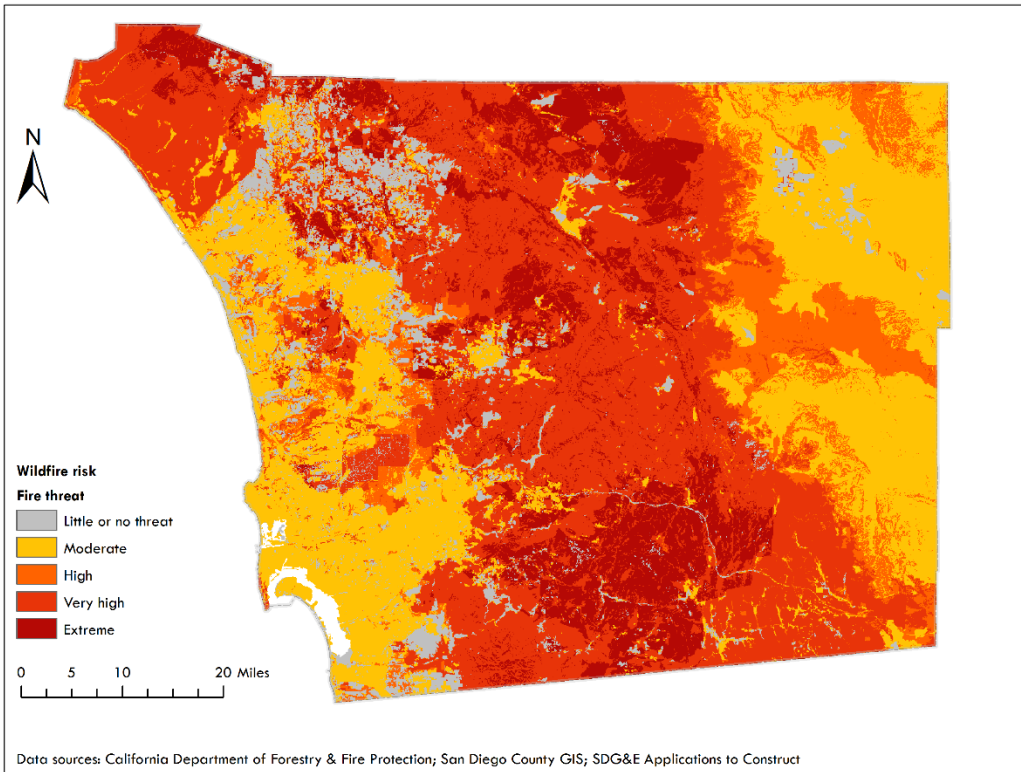 N
Wildfire risk
Fire threat
Little or no threat
Moderate
High
Very high
Extreme
0 5 10 20 Miles
Data sources: California Department of Forestry & Fire Protection; San Diego County GIS; SDG&E Applications to Construct